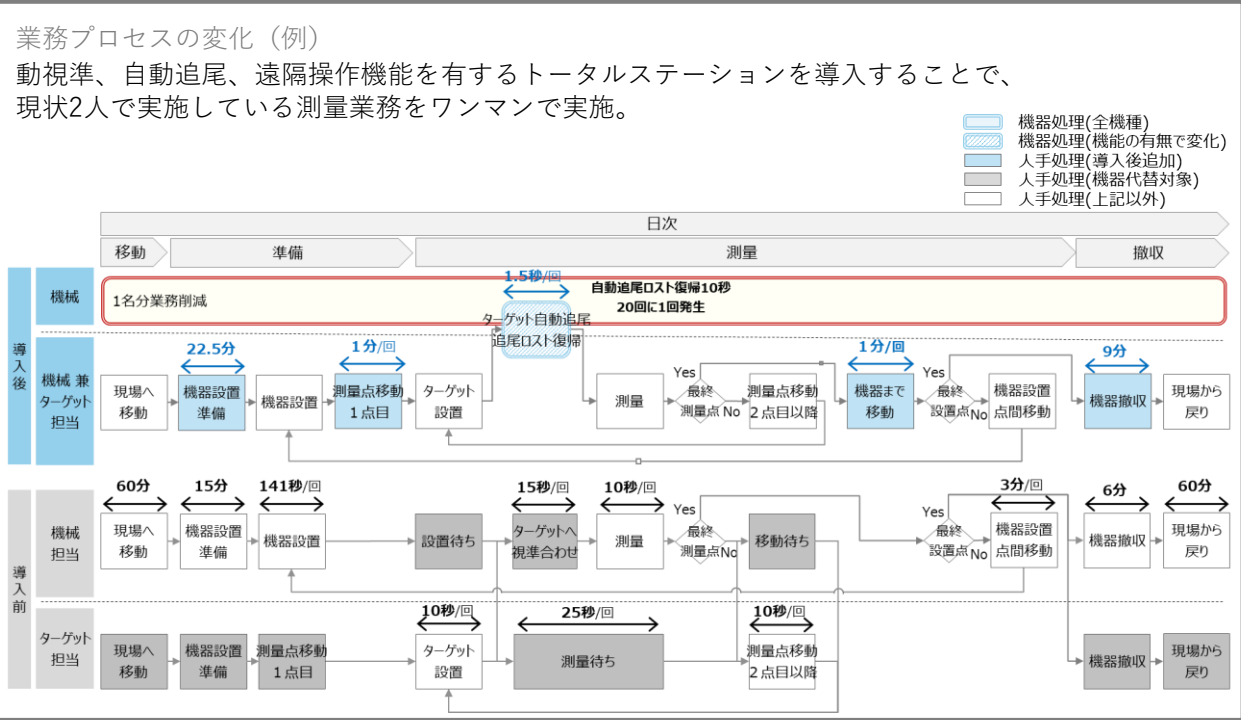 業務プロセスの変化（例）
動視準、自動追尾、遠隔操作機能を有するトータルステーションを導入することで、
現状2人で実施している測量業務をワンマンで実施。
機器処理(全機種)
機器処理(機能の有無で変化)
人手処理(導入後追加)
人手処理(機器代替対象)
人手処理(上記以外)
日次
移動
準備
測量
撤収
導入後
機械
1名分業務削減
1.5秒/回
自動追尾ロスト復帰10秒
20回に1回発生
ターゲット自動追尾
追尾ロスト復帰
機械 兼
ターゲット
担当
22.5分
1分/回
1分/回
9分
現場へ
移動
機器設置
準備
機器設置
測量点移動
1点目
ターゲット
設置
測量
Yes
最終
測量点
No
測量点移動
2点目以降
機器まで
移動
Yes
最終
設置点
No
機器設置
点間移動
機器撤収
現場から
戻り
導入前
機械
担当
60分
15分
141秒/回
15秒/回
10秒/回
3分/回
6分
60分
現場へ
移動
機器設置
準備
機器設置
設置待ち
ターゲットへ
視準合わせ
測量
Yes
最終
測量点
No
移動待ち
Yes
最終
設置点
No
機器設置
点間移動
機器撤収
現場から
戻り
ターゲット
担当
10秒/回
25秒/回
10秒/回
現場へ
移動
機器設置
準備
測量点移動
1点目
ターゲット
設置
測量待ち
測量点移動
2点目以降
機器撤収
現場から
戻り